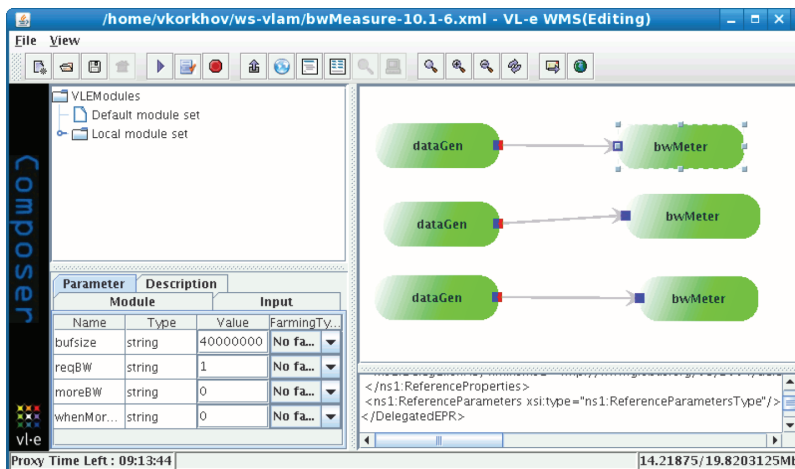 /home/vkorkhov/ws-vlam/bwMeasure-10.1-6.xml - VL-e WMS(Editing)
File View
VLEModules
Default module set
Local module set
Composer
vl·e
dataGen
bwMeter
dataGen
bwMeter
dataGen
bwMeter
Parameter Description
Module Input
Name Type Value FarmingTy...
bufsize string 40000000 No fa...
reqBW string 1 No fa...
moreBW string 0 No fa...
whenMor... string 0 No fa...
</ns1:ReferenceProperties>
<ns1:ReferenceParameters xsi:type="ns1:ReferenceParametersType"/>
</DelegatedEPR>
Proxy Time Left : 09:13:44
14.21875/19.8203125Mb